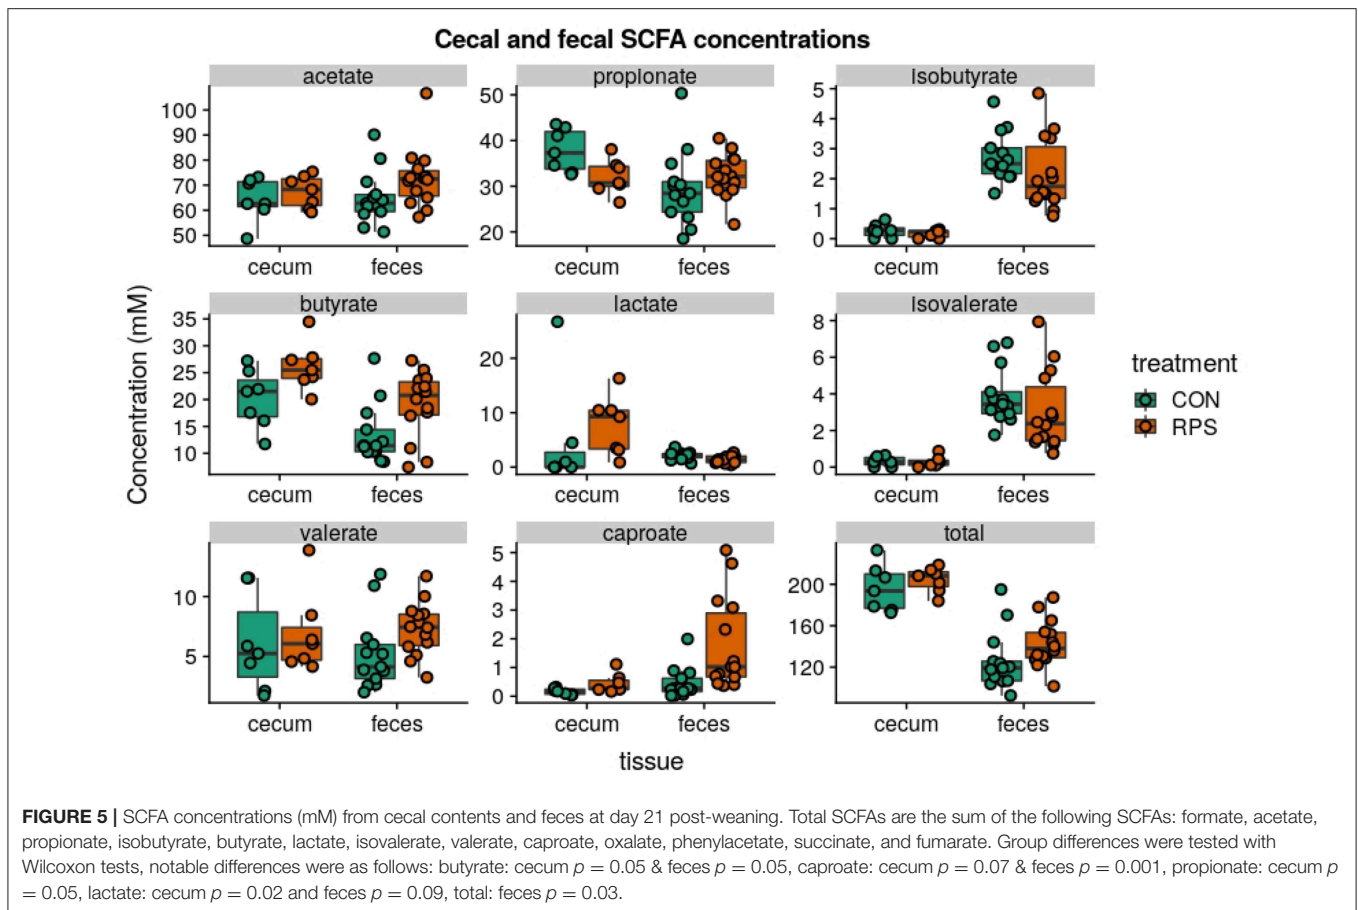 Cecal and fecal SCFA concentrations
acetate
propionate
isobutyrate
100
90
80
70
60
50
50
40
30
20
5
4
3
2
1
0
cecum feces
cecum feces
cecum feces
butyrate
lactate
isovalerate
35
30
25
20
15
10
20
10
0
8
6
4
2
0
cecum feces
cecum feces
cecum feces
valerate
caproate
total
10
5
5
4
3
2
1
0
200
160
120
cecum feces
cecum feces
cecum feces
Concentration (mM)
tissue
treatment
CON
RPS
FIGURE 5 | SCFA concentrations (mM) from cecal contents and feces at day 21 post-weaning. Total SCFAs are the sum of the following SCFAs: formate, acetate,
propionate, isobutyrate, butyrate, lactate, isovalerate, valerate, caproate, oxalate, phenylacetate, succinate, and fumarate. Group differences were tested with
Wilcoxon tests, notable differences were as follows: butyrate: cecum p = 0.05 & feces p = 0.05, caproate: cecum p = 0.07 & feces p = 0.001, propionate: cecum p
= 0.05, lactate: cecum p = 0.02 and feces p = 0.09, total: feces p = 0.03.